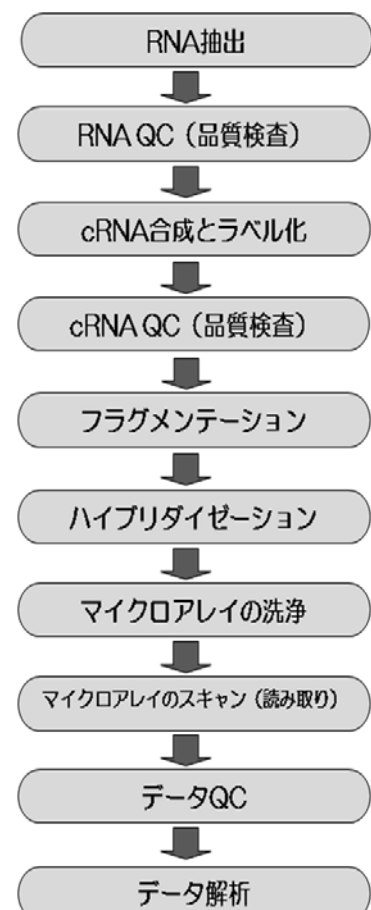 RNA抽出
RNA QC（品質検査）
cRNA合成とラベル化
cRNA QC（品質検査）
フラグメンテーション
ハイブリダイゼーション
マイクロアレイの洗浄
マイクロアレイのスキャン（読み取り）
データQC
データ解析